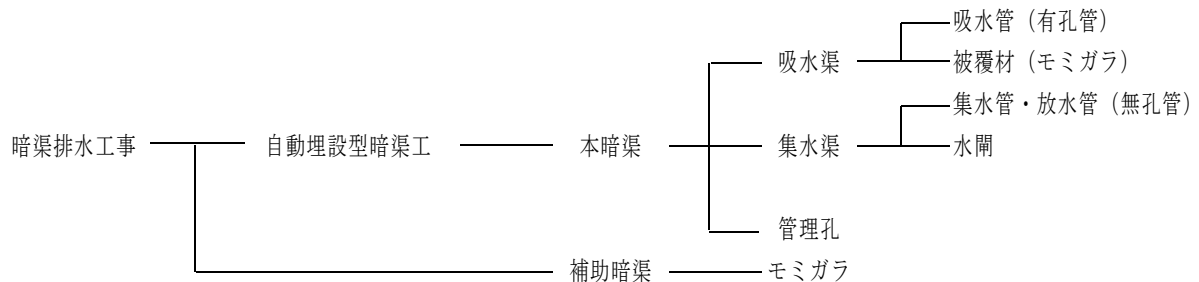 吸水管（有孔管）
吸水渠
被覆材（モミガラ）
集水管・放水管（無孔管）
暗渠排水工事 自動埋設型暗渠工 本暗渠 集水渠 水閘
管理孔
補助暗渠 モミガラ